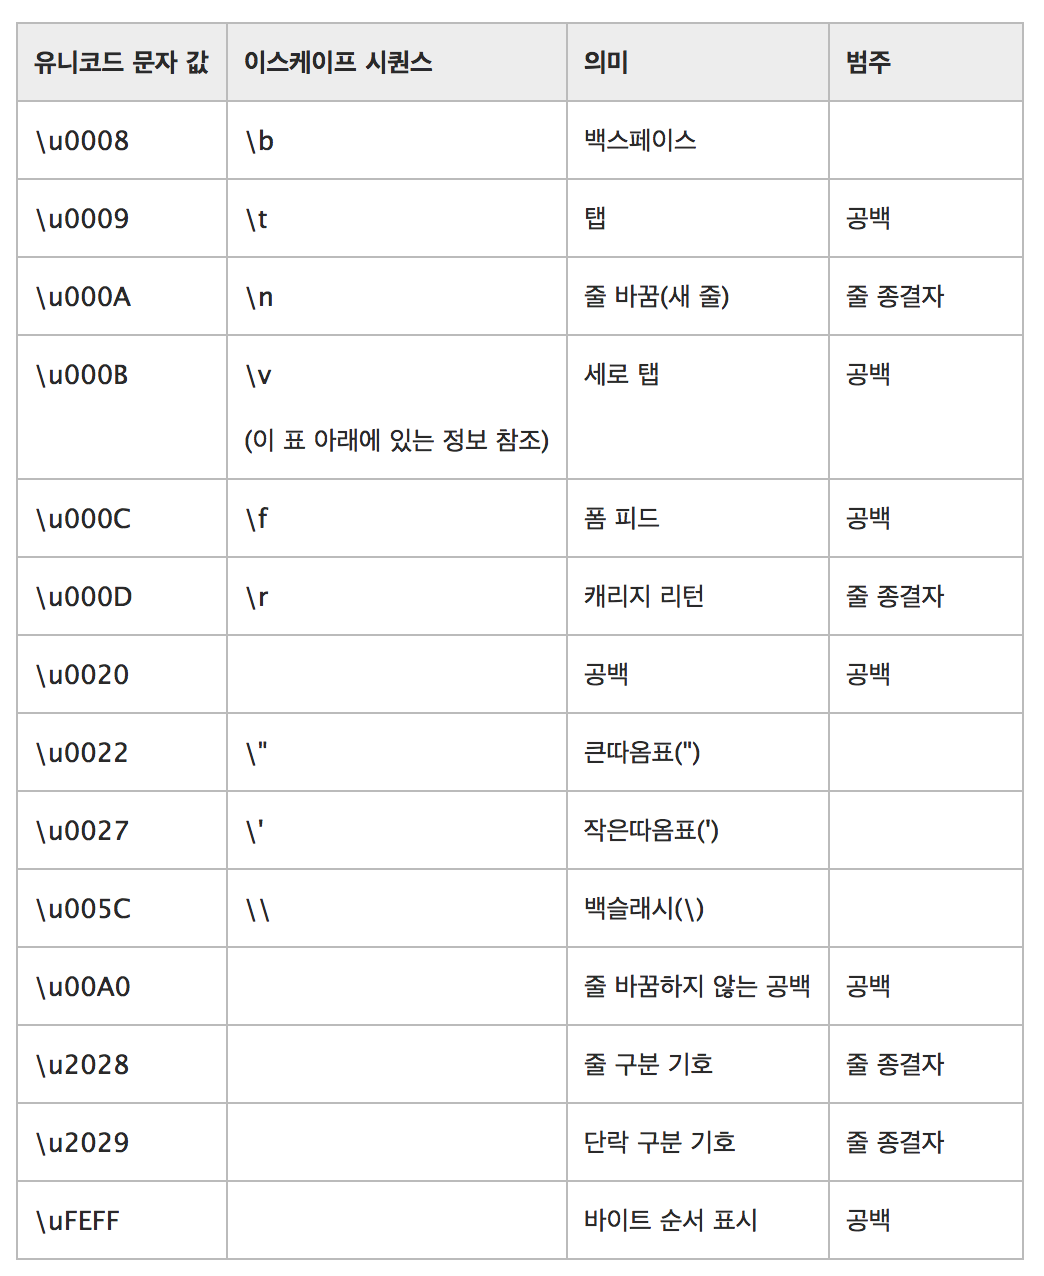 유니코드 문자 값 이스케이프 시퀀스 의미 범주
\u0008 \b 백스페이스
\u0009 \t 탭 공백
\u000A \n 줄 바꿈(새 줄) 줄 종결자
\u000B \v 세로 탭 공백
(이 표 아래에 있는 정보 참조)
\u000C \f 폼 피드 공백
\u000D \r 캐리지 리턴 줄 종결자
\u0020 공백 공백
\u0022 \" 큰따옴표(")
\u0027 \' 작은따옴표(')
\u005C \\ 백슬래시(\)
\u00A0 줄 바꿈하지 않는 공백 공백
\u2028 줄 구분 기호 줄 종결자
\u2029 단락 구분 기호 줄 종결자
\uFEFF 바이트 순서 표시 공백